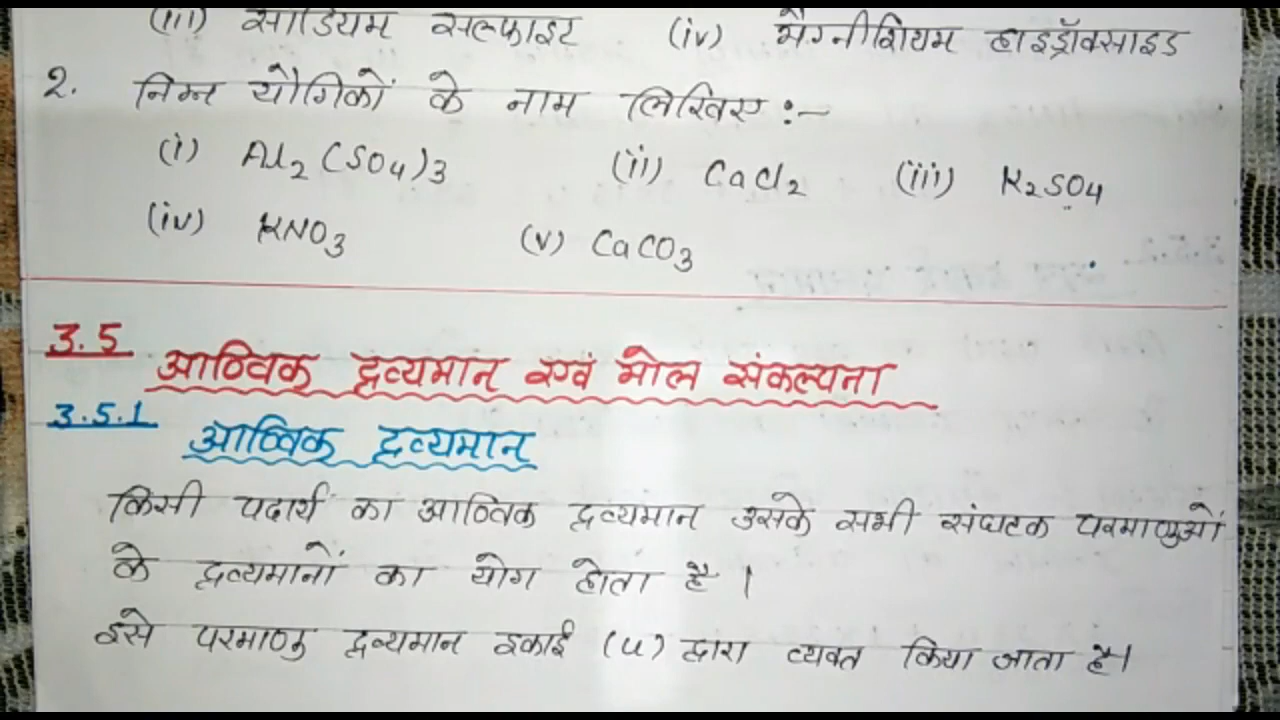 (iii) सोडियम सल्फाइट (iv) मैग्नीशियम हाइड्रॉक्साइड
2. निम्न यौगिकों के नाम लिखिए :-
(i) Al2(SO4)3 (ii) CaCl2 (iii) K2SO4
(iv) KNO3 (v) CaCO3
3.5 आण्विक द्रव्यमान एवं मोल संकल्पना
3.5.1 आण्विक द्रव्यमान
किसी पदार्थ का आण्विक द्रव्यमान उसके सभी संघटक परमाणुओं
के द्रव्यमानों का योग होता है ।
इसे परमाणु द्रव्यमान इकाई (u) द्वारा व्यक्त किया जाता है।